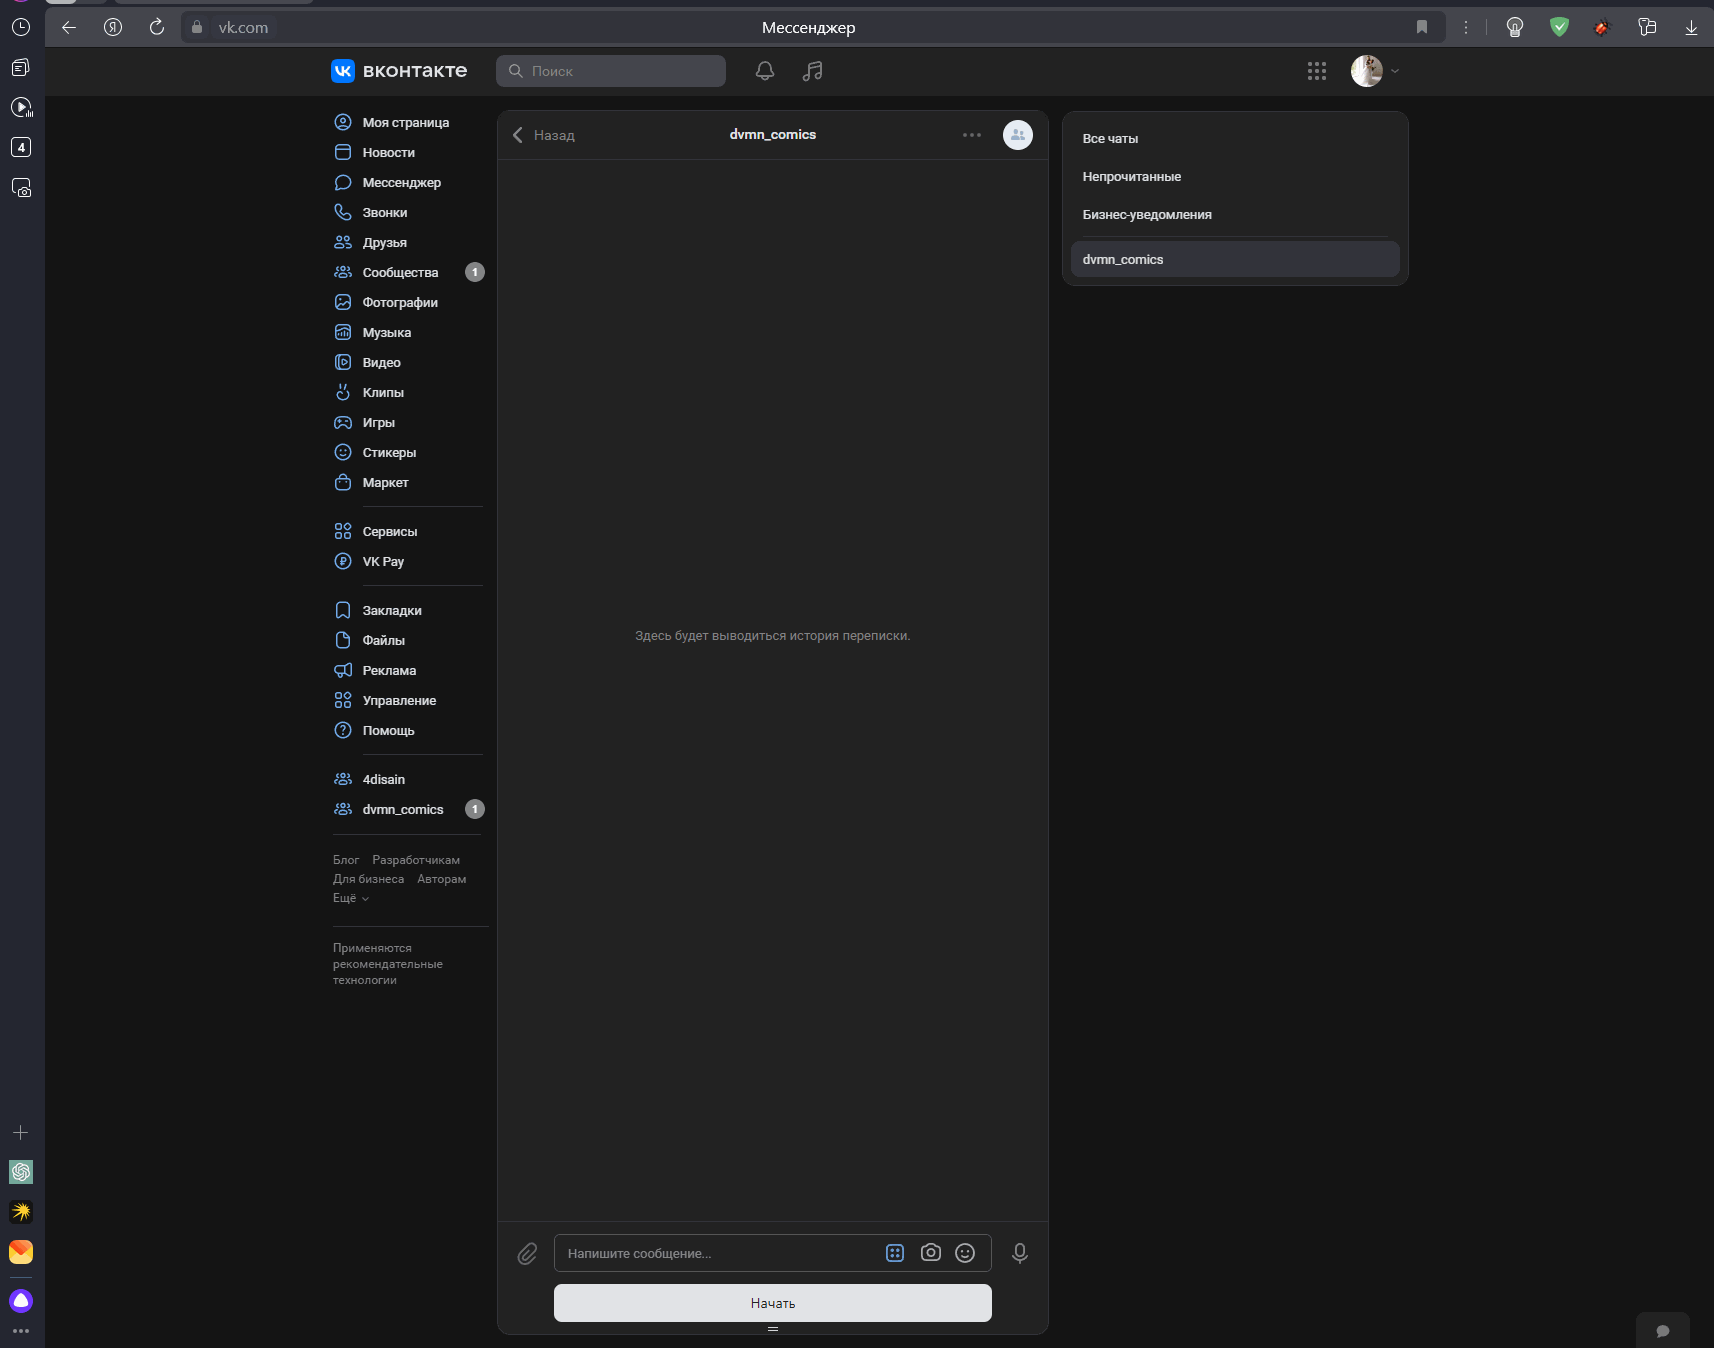 vk.com
Мессенджер
вконтакте
Поиск
Моя страница
Новости
Мессенджер
Звонки
Друзья
Сообщества 1
Фотографии
Музыка
Видео
Клипы
Игры
Стикеры
Маркет
Сервисы
VK Pay
Закладки
Файлы
Реклама
Управление
Помощь
4disain
dvmn_comics 1
Блог Разработчикам
Для бизнеса Авторам
Ещё
Применяются
рекомендательные
технологии
Назад
dvmn_comics
Здесь будет выводиться история переписки.
Напишите сообщение...
Начать
Все чаты
Непрочитанные
Бизнес-уведомления
dvmn_comics
4
Я